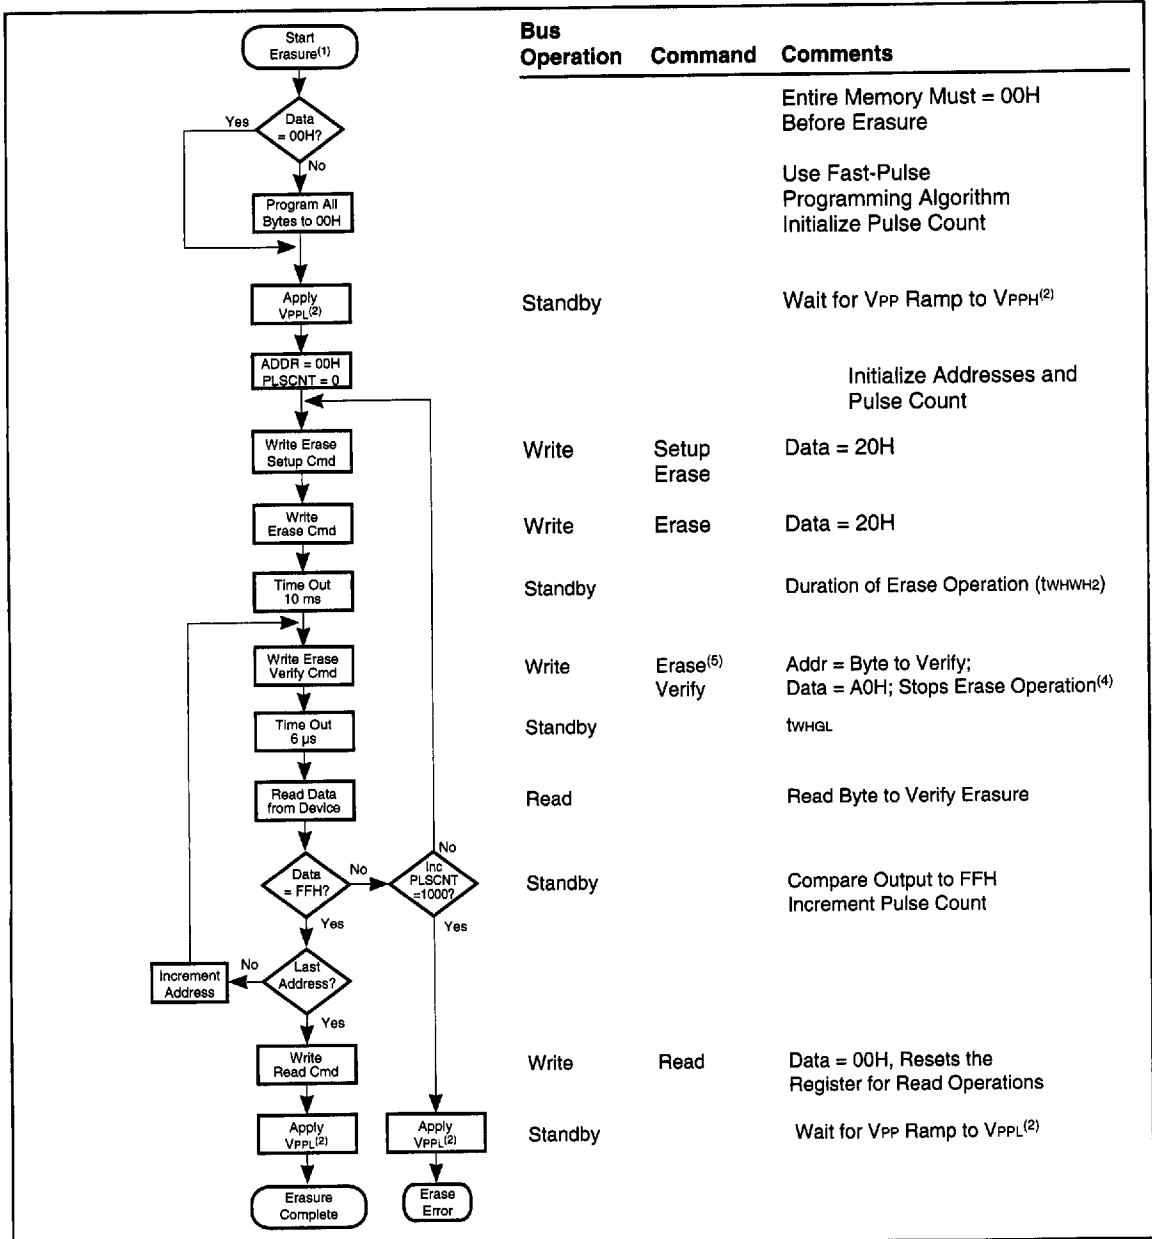 Start
Erasure(1)
Data
= 00H?
Yes
No
Program All
Bytes to 00H
Apply
VPPL(2)
ADDR = 00H
PLSCNT = 0
Write Erase
Setup Cmd
Write
Erase Cmd
Time Out
10 ms
Write Erase
Verify Cmd
Time Out
6 µs
Read Data
from Device
Data
= FFH?
No
Yes
Inc
PLSCNT
=1000?
No
Yes
Last
Address?
No
Yes
Increment
Address
Write
Read Cmd
Apply
VPPL(2)
Apply
VPPL(2)
Erasure
Complete
Erase
Error
Bus
Operation Command Comments
Entire Memory Must = 00H
Before Erasure
Use Fast-Pulse
Programming Algorithm
Initialize Pulse Count
Standby Wait for VPP Ramp to VPPH(2)
Initialize Addresses and
Pulse Count
Write Setup Data = 20H
Erase
Write Erase Data = 20H
Standby Duration of Erase Operation (tWHWH2)
Write Erase(5) Addr = Byte to Verify;
Verify Data = A0H; Stops Erase Operation(4)
Standby tWHGL
Read Read Byte to Verify Erasure
Standby Compare Output to FFH
Increment Pulse Count
Write Read Data = 00H, Resets the
Register for Read Operations
Standby Wait for VPP Ramp to VPPL(2)